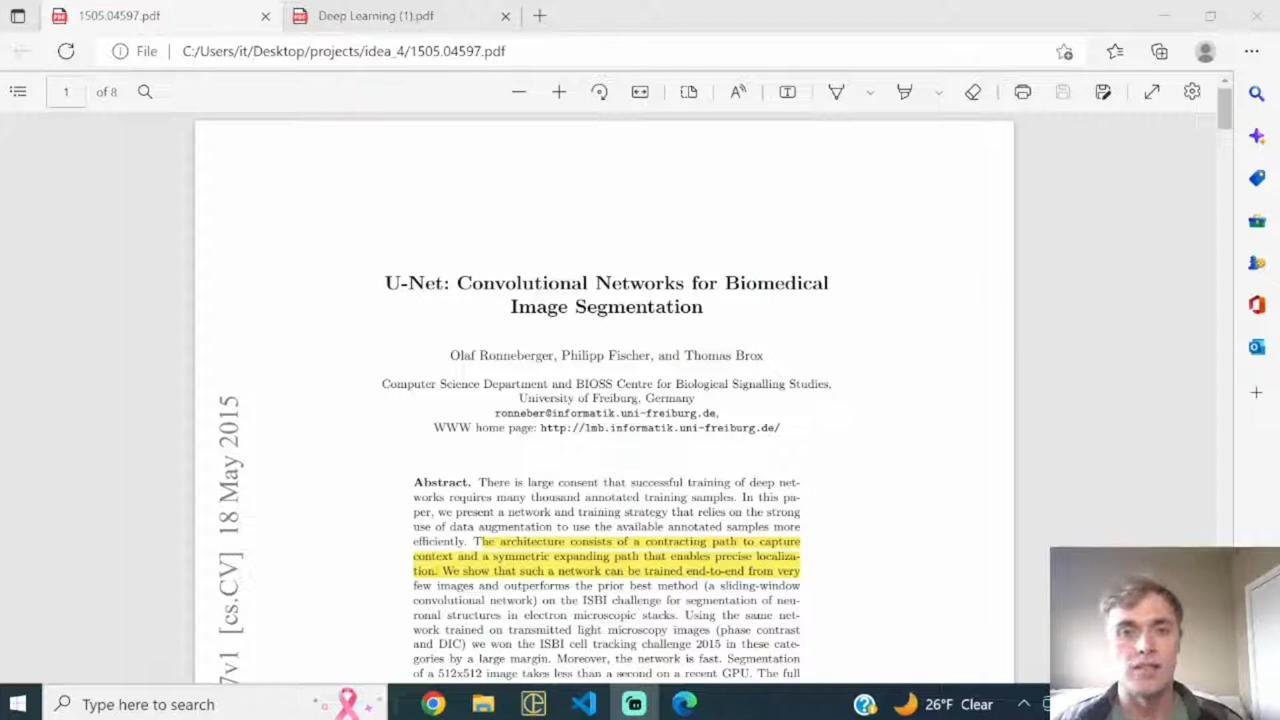 1505.04597.pdf
Deep Learning (1).pdf
File
C:/Users/it/Desktop/projects/idea_4/1505.04597.pdf
1 of 8
U-Net: Convolutional Networks for Biomedical
Image Segmentation
Olaf Ronneberger, Philipp Fischer, and Thomas Brox
Computer Science Department and BIOSS Centre for Biological Signalling Studies,
University of Freiburg, Germany
ronneber@informatik.uni-freiburg.de,
WWW home page: http://lmb.informatik.uni-freiburg.de/
7v1 [cs.CV] 18 May 2015
Abstract. There is large consent that successful training of deep net-
works requires many thousand annotated training samples. In this pa-
per, we present a network and training strategy that relies on the strong
use of data augmentation to use the available annotated samples more
efficiently. The architecture consists of a contracting path to capture
context and a symmetric expanding path that enables precise localiza-
tion. We show that such a network can be trained end-to-end from very
few images and outperforms the prior best method (a sliding-window
convolutional network) on the ISBI challenge for segmentation of neu-
ronal structures in electron microscopic stacks. Using the same net-
work trained on transmitted light microscopy images (phase contrast
and DIC) we won the ISBI cell tracking challenge 2015 in these cate-
gories by a large margin. Moreover, the network is fast. Segmentation
of a 512x512 image takes less than a second on a recent GPU. The full
Type here to search
26°F Clear